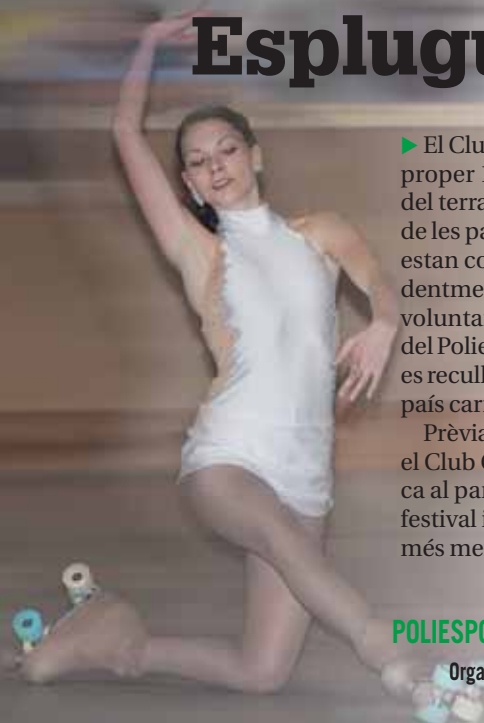 Esplugu
▶ El Clu
proper
del terra
de les pa
estan co
dentme
volunta
del Polie
es recull
país car
Prèvia
el Club
ca al par
festival i
més me
POLIESPO
Orga